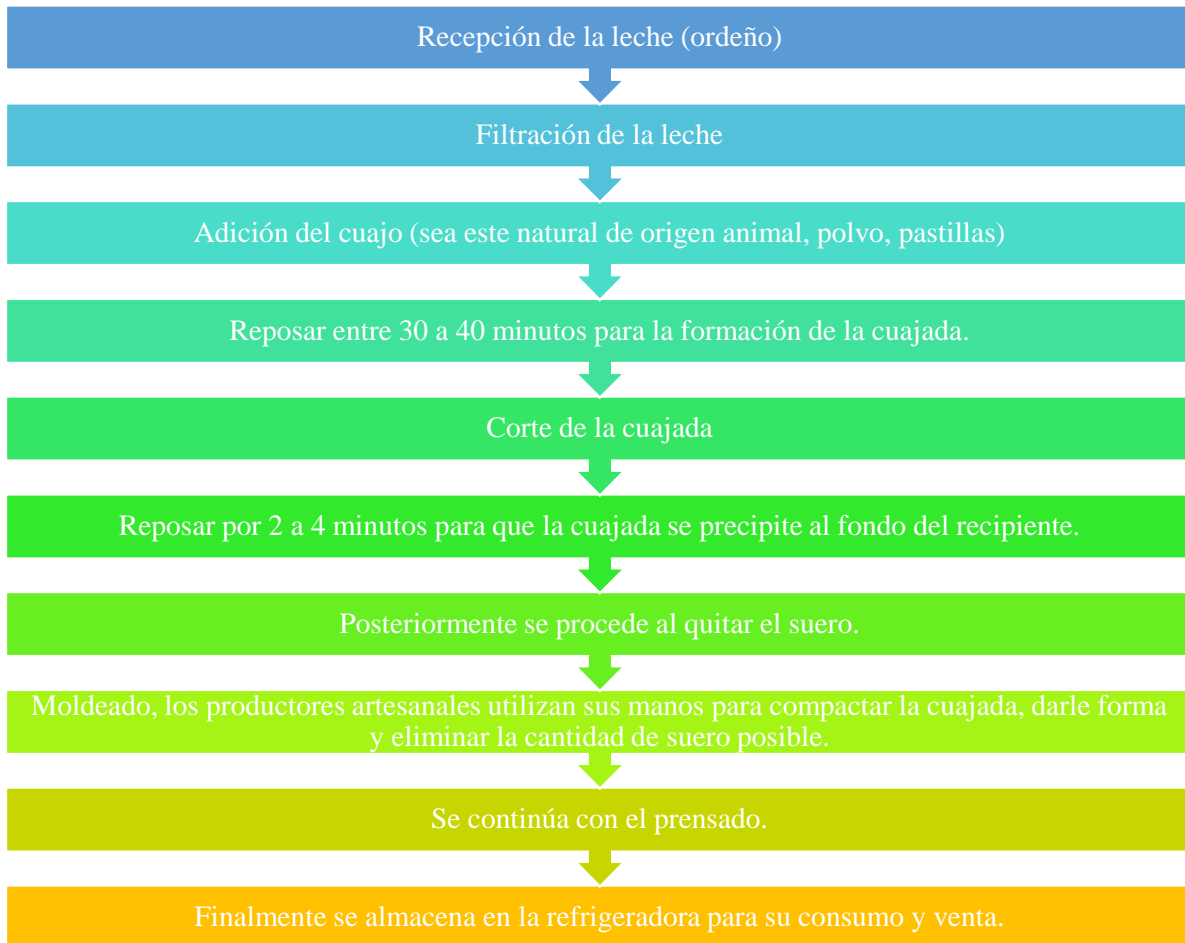 Recepción de la leche (ordeño)
Filtración de la leche
Adición del cuajo (sea este natural de origen animal, polvo, pastillas)
Reposar entre 30 a 40 minutos para la formación de la cuajada.
Corte de la cuajada
Reposar por 2 a 4 minutos para que la cuajada se precipite al fondo del recipiente.
Posteriormente se procede al quitar el suero.
Moldeado, los productores artesanales utilizan sus manos para compactar la cuajada, darle forma
y eliminar la cantidad de suero posible.
Se continúa con el prensado.
Finalmente se almacena en la refrigeradora para su consumo y venta.